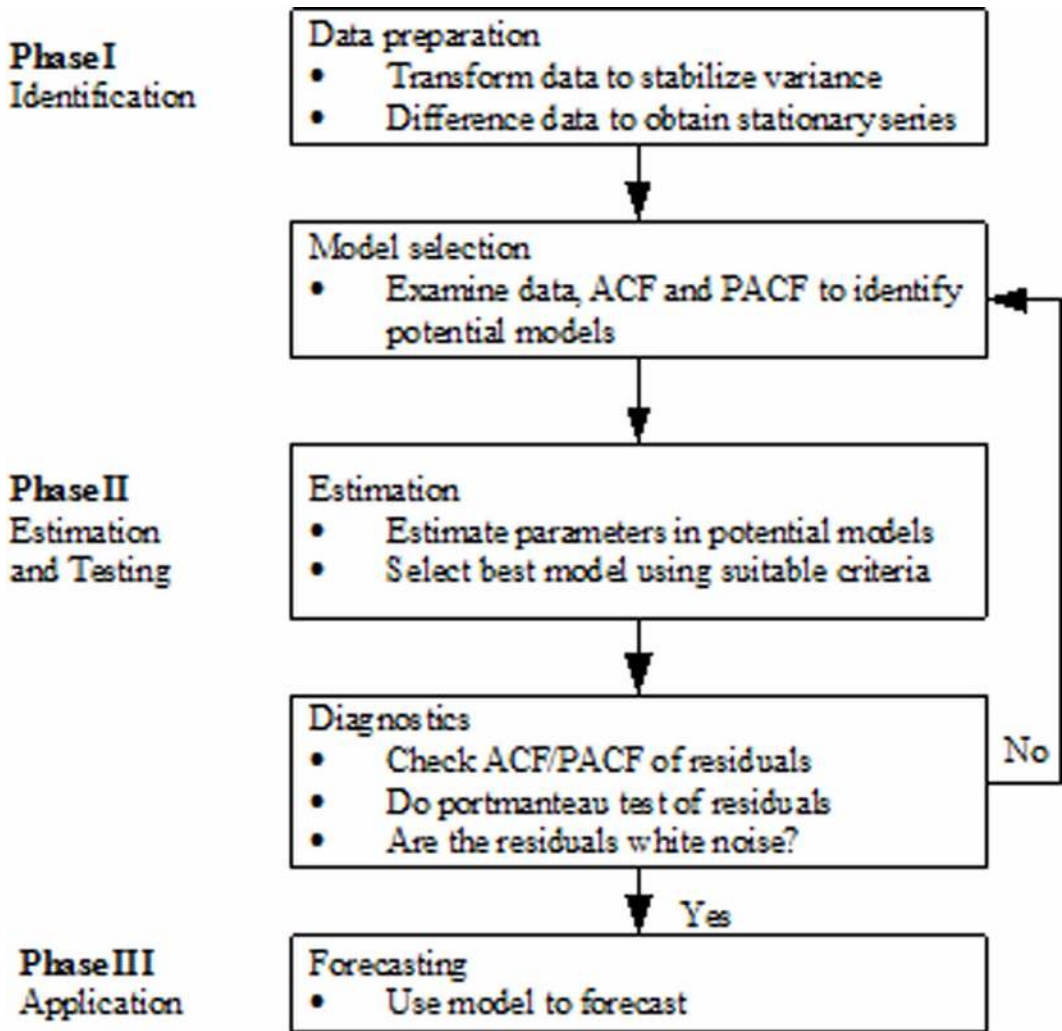 Phase I
Identification
Data preparation
• Transform data to stabilize variance
• Difference data to obtain stationary series
Model selection
• Examine data, ACF and PACF to identify
potential models
Phase II
Estimation
and Testing
Estimation
• Estimate parameters in potential models
• Select best model using suitable criteria
Diagnostics
• Check ACF/PACF of residuals
• Do portmanteau test of residuals
• Are the residuals white noise?
No
Yes
Phase III
Application
Forecasting
• Use model to forecast